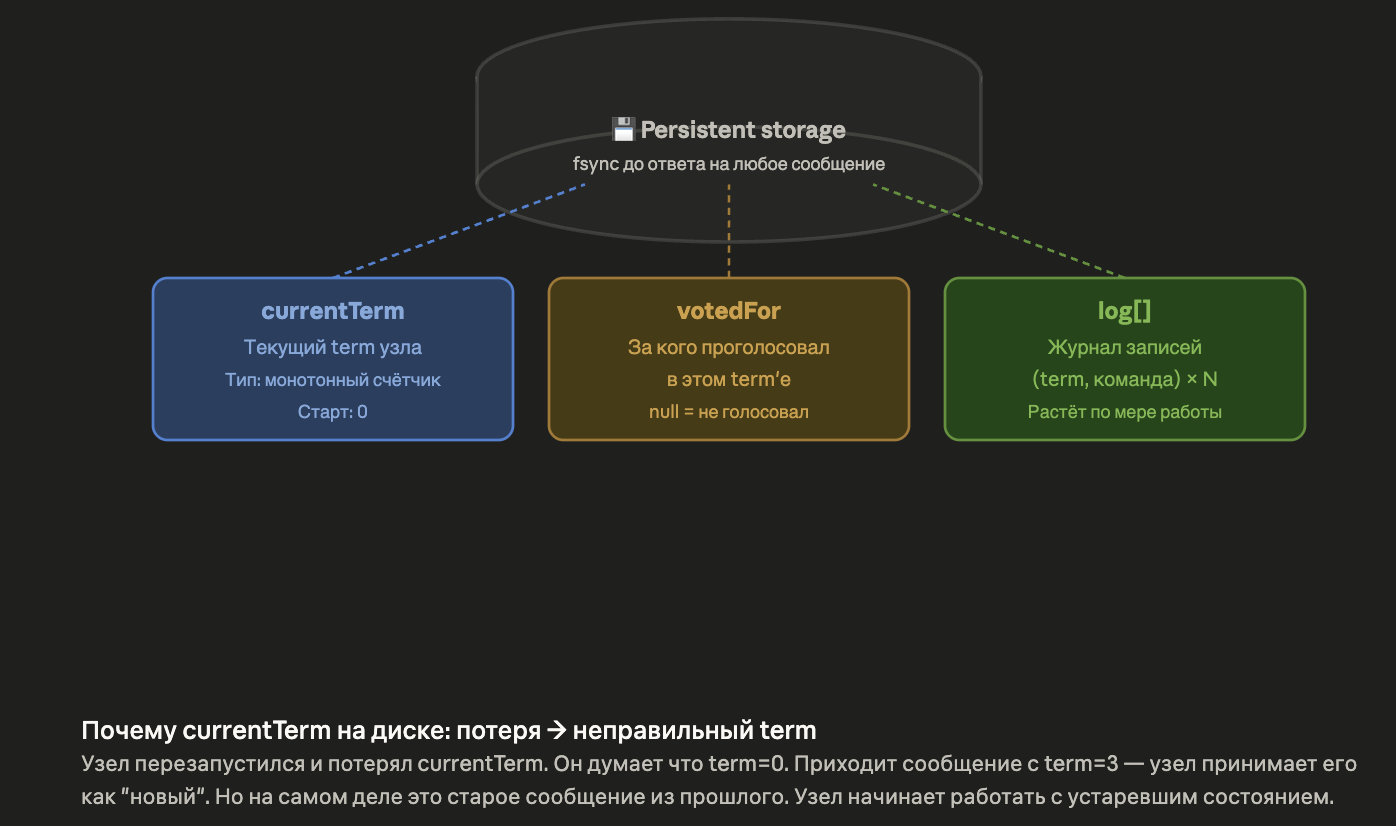 💾 Persistent storage
fsync до ответа на любое сообщение
currentTerm
Текущий term узла
Тип: монотонный счётчик
Старт: 0
votedFor
За кого проголосовал
в этом term'е
null = не голосовал
log[]
Журнал записей
(term, команда) × N
Растёт по мере работы
Почему currentTerm на диске: потеря → неправильный term
Узел перезапустился и потерял currentTerm. Он думает что term=0. Приходит сообщение с term=3 — узел принимает его
как "новый". Но на самом деле это старое сообщение из прошлого. Узел начинает работать с устаревшим состоянием.